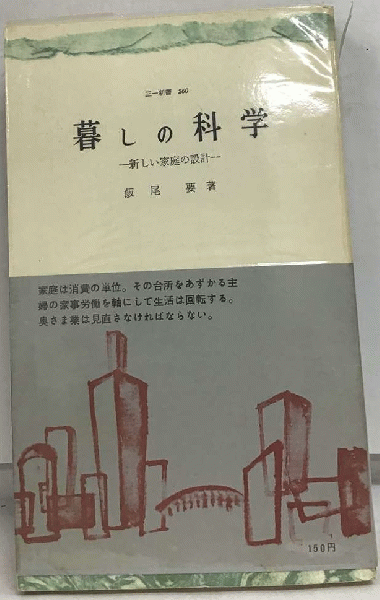 三一新書 360
暮しの科学
―新しい家庭の設計―
飯尾 要著
家庭は消費の単位。その台所をあずかる主
婦の家事労働を軸にして生活は回転する。
奥さま業は見直さなければならない。
150円